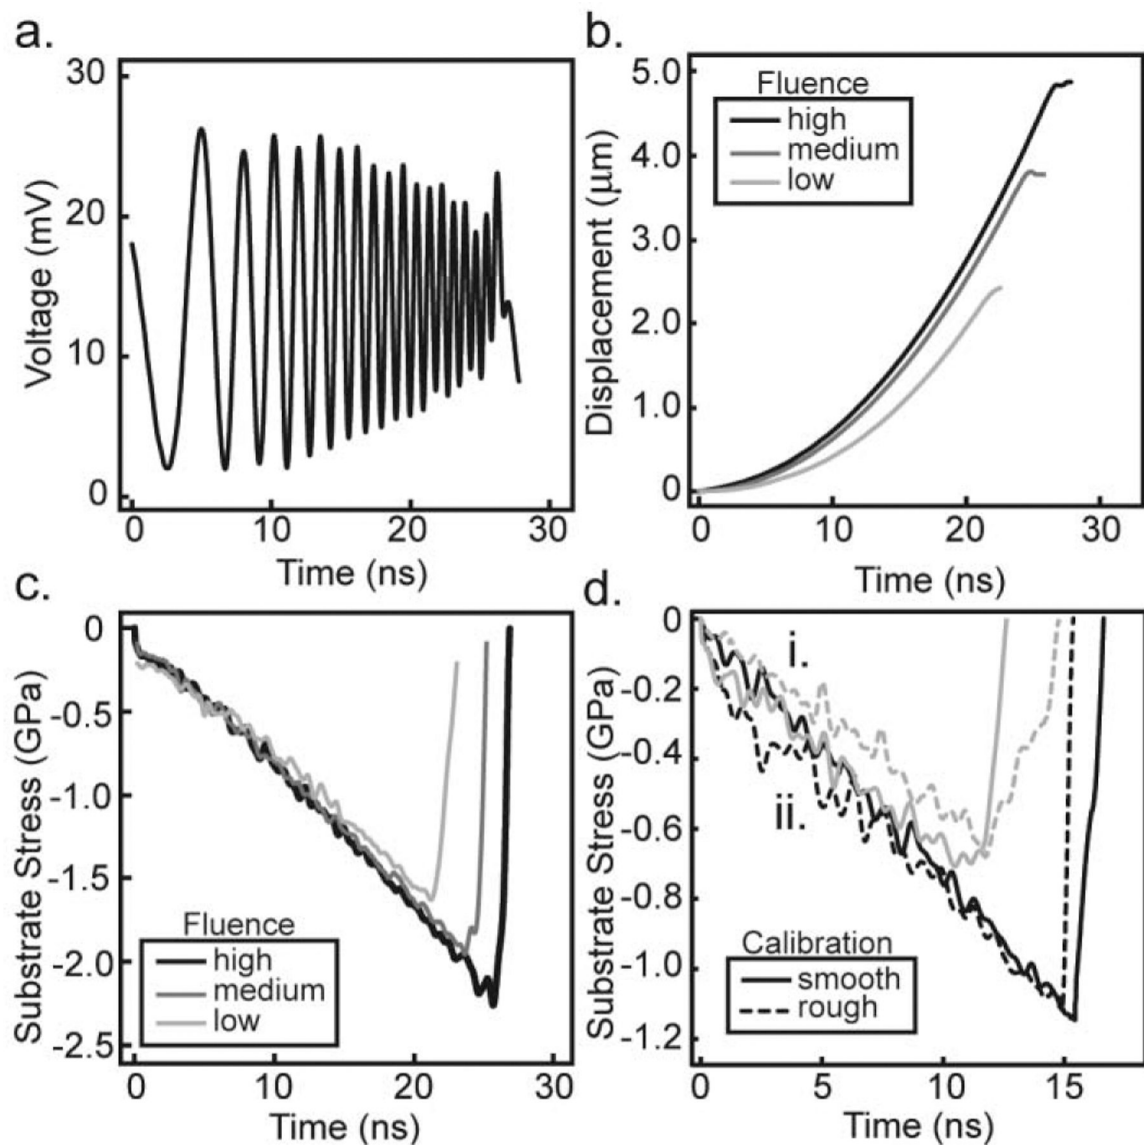 a.
30
20
10
0
Voltage (mV)
0 10 20 30
Time (ns)
b.
5.0
4.0
3.0
2.0
1.0
0
Displacement (μm)
Fluence
high
medium
low
0 10 20 30
Time (ns)
c.
0
-0.5
-1.0
-1.5
-2.0
-2.5
Substrate Stress (GPa)
Fluence
high
medium
low
0 10 20 30
Time (ns)
d.
0
-0.2
-0.4
-0.6
-0.8
-1.0
-1.2
Substrate Stress (GPa)
i.
ii.
Calibration
smooth
rough
0 5 10 15
Time (ns)